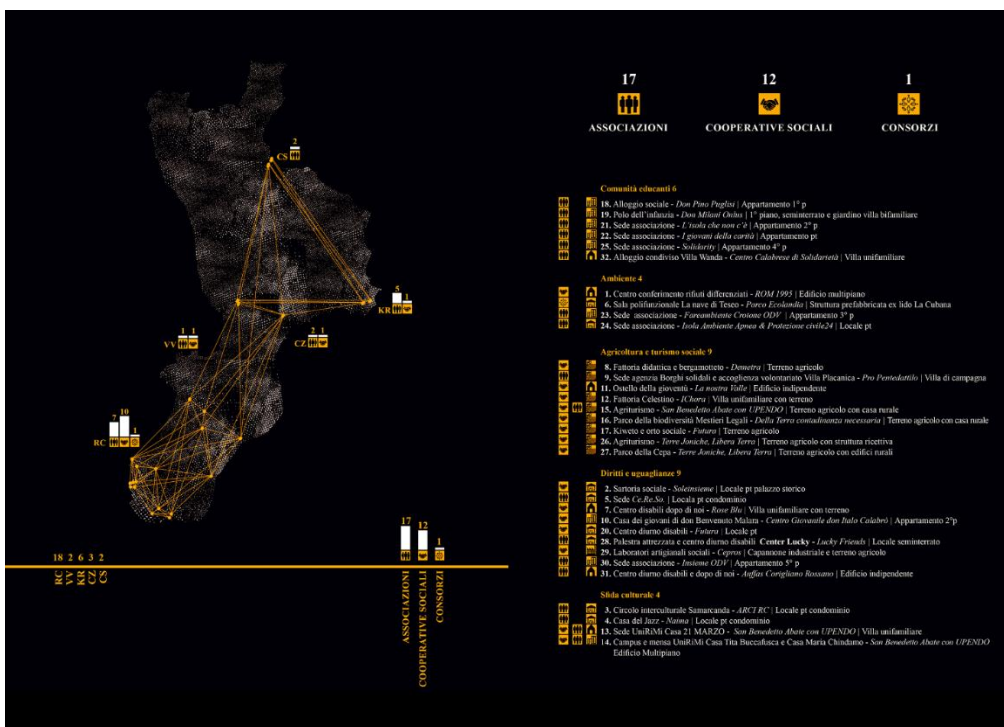 17
12
1
ASSOCIAZIONI
COOPERATIVE SOCIALI
CONSORZI
2
CS
5
1
KR
1
1
VV
2
1
CZ
7
10
1
RC
18 RC
2 VV
6 KR
3 CZ
2 CS
17
12
1
ASSOCIAZIONI
COOPERATIVE SOCIALI
CONSORZI
Comunità educanti 6
18. Alloggio sociale - Don Pino Puglisi | Appartamento 1° p
19. Polo dell'infanzia - Don Milani Onlus | 1° piano, seminterrato e giardino villa bifamiliare
21. Sede associazione - L'isola che non c'è | Appartamento 2° p
22. Sede associazione - I giovani della carità | Appartamento pt
25. Sede associazione - Solidarity | Appartamento 4° p
32. Alloggio condiviso Villa Wanda - Centro Calabrese di Solidarietà | Villa unifamiliare
Ambiente 4
1. Centro conferimento rifiuti differenziati - ROM 1995 | Edificio multipiano
6. Sala polifunzionale La nave di Teseo - Parco Ecolandia | Struttura prefabbricata ex lido La Cubana
23. Sede associazione - Fareambiente Crotone ODV | Appartamento 3° p
24. Sede associazione - Isola Ambiente Apnea & Protezione civile24 | Locale pt
Agricoltura e turismo sociale 9
8. Fattoria didattica e bergamotteto - Demetra | Terreno agricolo
9. Sede agenzia Borghi solidali e accoglienza volontariato Villa Placanica - Pro Pentedattilo | Villa di campagna
11. Ostello della gioventù - La nostra Valle | Edificio indipendente
12. Fattoria Celestino - IChora | Villa unifamiliare con terreno
15. Agriturismo - San Benedetto Abate con UPENDO | Terreno agricolo con casa rurale
16. Parco della biodiversità Mestieri Legali - Della Terra contadinanza necessaria | Terreno agricolo con casa rurale
17. Kiweto e orto sociale - Futura | Terreno agricolo
26. Agriturismo - Terre Joniche, Libera Terra | Terreno agricolo con struttura ricettiva
27. Parco della Cepa - Terre Joniche, Libera Terra | Terreno agricolo con edifici rurali
Diritti e uguaglianze 9
2. Sartoria sociale - Soleinsieme | Locale pt palazzo storico
5. Sede Ce.Re.So. | Locala pt condominio
7. Centro disabili dopo di noi - Rose Blu | Villa unifamiliare con terreno
10. Casa dei giovani di don Benvenuto Malara - Centro Giovanile don Italo Calabrò | Appartamento 2°p
20. Centro diurno disabili - Futura | Locale pt
28. Palestra attrezzata e centro diurno disabili Center Lucky - Lucky Friends | Locale seminterrato
29. Laboratori artigianali sociali - Cepros | Capannone industriale e terreno agricolo
30. Sede associazione - Insieme ODV | Appartamento 5° p
31. Centro diurno disabili e dopo di noi - Anffas Corigliano Rossano | Edificio indipendente
Sfida culturale 4
3. Circolo interculturale Samarcanda - ARCI RC | Locale pt condominio
4. Casa del Jazz - Naima | Locale pt condominio
13. Sede UniRiMi Casa 21 MARZO - San Benedetto Abate con UPENDO | Villa unifamiliare
14. Campus e mensa UniRiMi Casa Tita Buccafusca e Casa Maria Chindamo - San Benedetto Abate con UPENDO
Edificio Multipiano